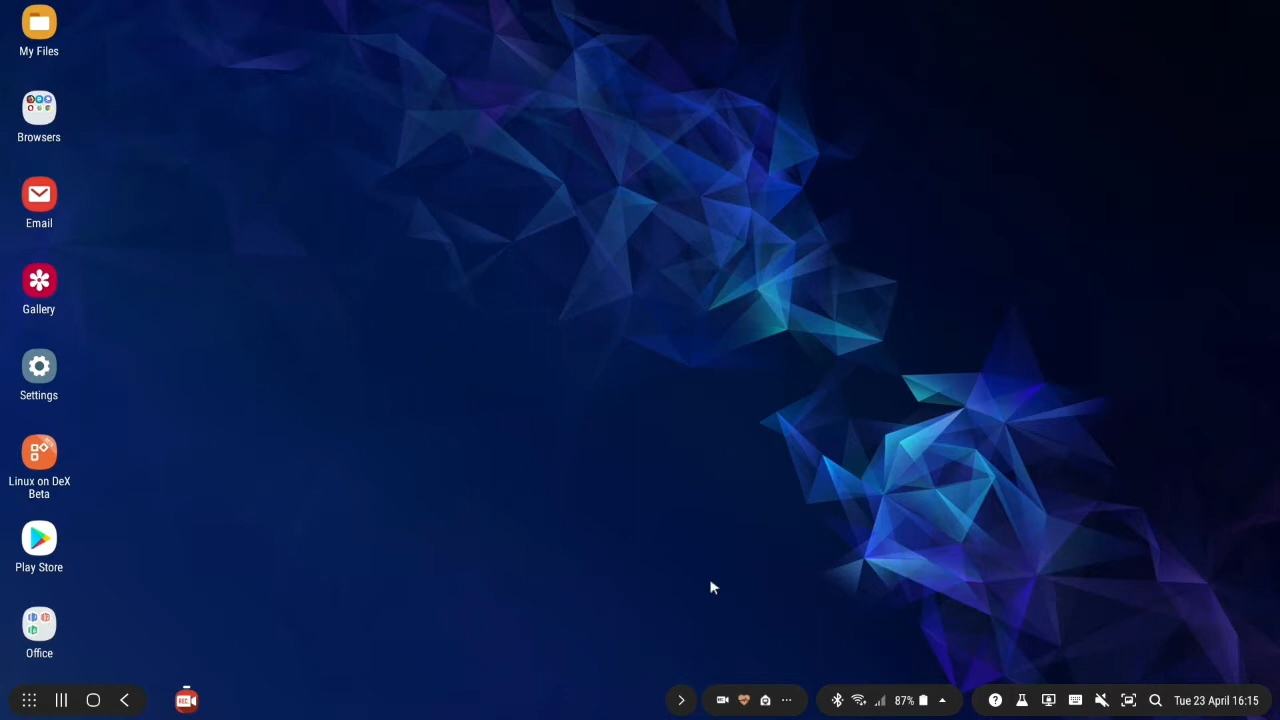 My Files
Browsers
Email
Gallery
Settings
Linux on DeX
Beta
Play Store
Office
REC
87%
Tue 23 April 16:15